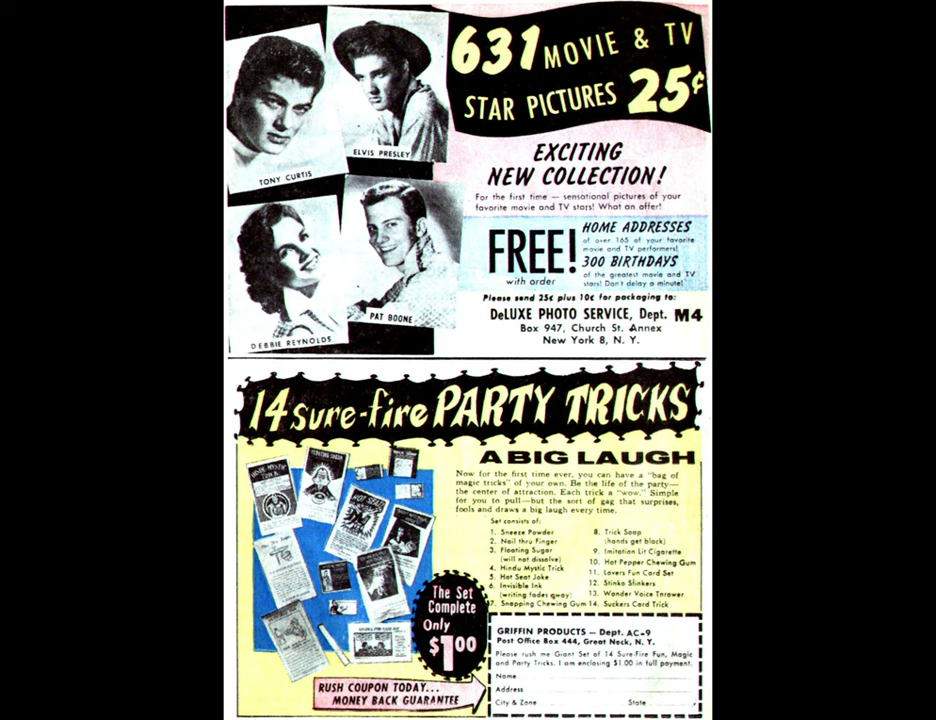 631 MOVIE & TV
STAR PICTURES 25¢
ELVIS PRESLEY
TONY CURTIS
DEBBIE REYNOLDS
PAT BOONE
EXCITING
NEW COLLECTION!
For the first time — sensational pictures of your
favorite movie and TV stars! What an offer!
FREE!
with order
HOME ADDRESSES
of over 165 of your favorite
movie and TV performers!
300 BIRTHDAYS
of the greatest movie and TV
stars! Don't delay a minute!
Please send 25¢ plus 10¢ for packaging to:
DeLUXE PHOTO SERVICE, Dept. M4
Box 947, Church St. Annex
New York 8, N. Y.
14 sure-fire PARTY TRICKS
A BIG LAUGH
Now for the first time ever, you can have a "bag of
magic tricks" of your own. Be the life of the party—
the center of attraction. Each trick a "wow." Simple
for you to pull—but the sort of gag that surprises,
fools and draws a big laugh every time.
Set consists of:
1. Sneeze Powder
2. Nail thru Finger
3. Floating Sugar
(will not dissolve)
4. Hindu Mystic Trick
5. Hot Seat Joke
6. Invisible Ink
(writing fades away)
7. Snapping Chewing Gum
8. Trick Soap
(hands get black)
9. Imitation Lit Cigarette
10. Hot Pepper Chewing Gum
11. Lovers Fun Card Set
12. Stinko Stinkers
13. Wonder Voice Thrower
14. Suckers Card Trick
HINDU MYSTIC
TRICK
FLOATING SUGAR
HOT SEAT
The Set
Complete
Only
$1.00
RUSH COUPON TODAY...
MONEY BACK GUARANTEE
GRIFFIN PRODUCTS — Dept. AC-9
Post Office Box 444, Great Neck, N. Y.
Please rush me Giant Set of 14 Sure-Fire Fun, Magic
and Party Tricks. I am enclosing $1.00 in full payment.
Name
Address
City & Zone State